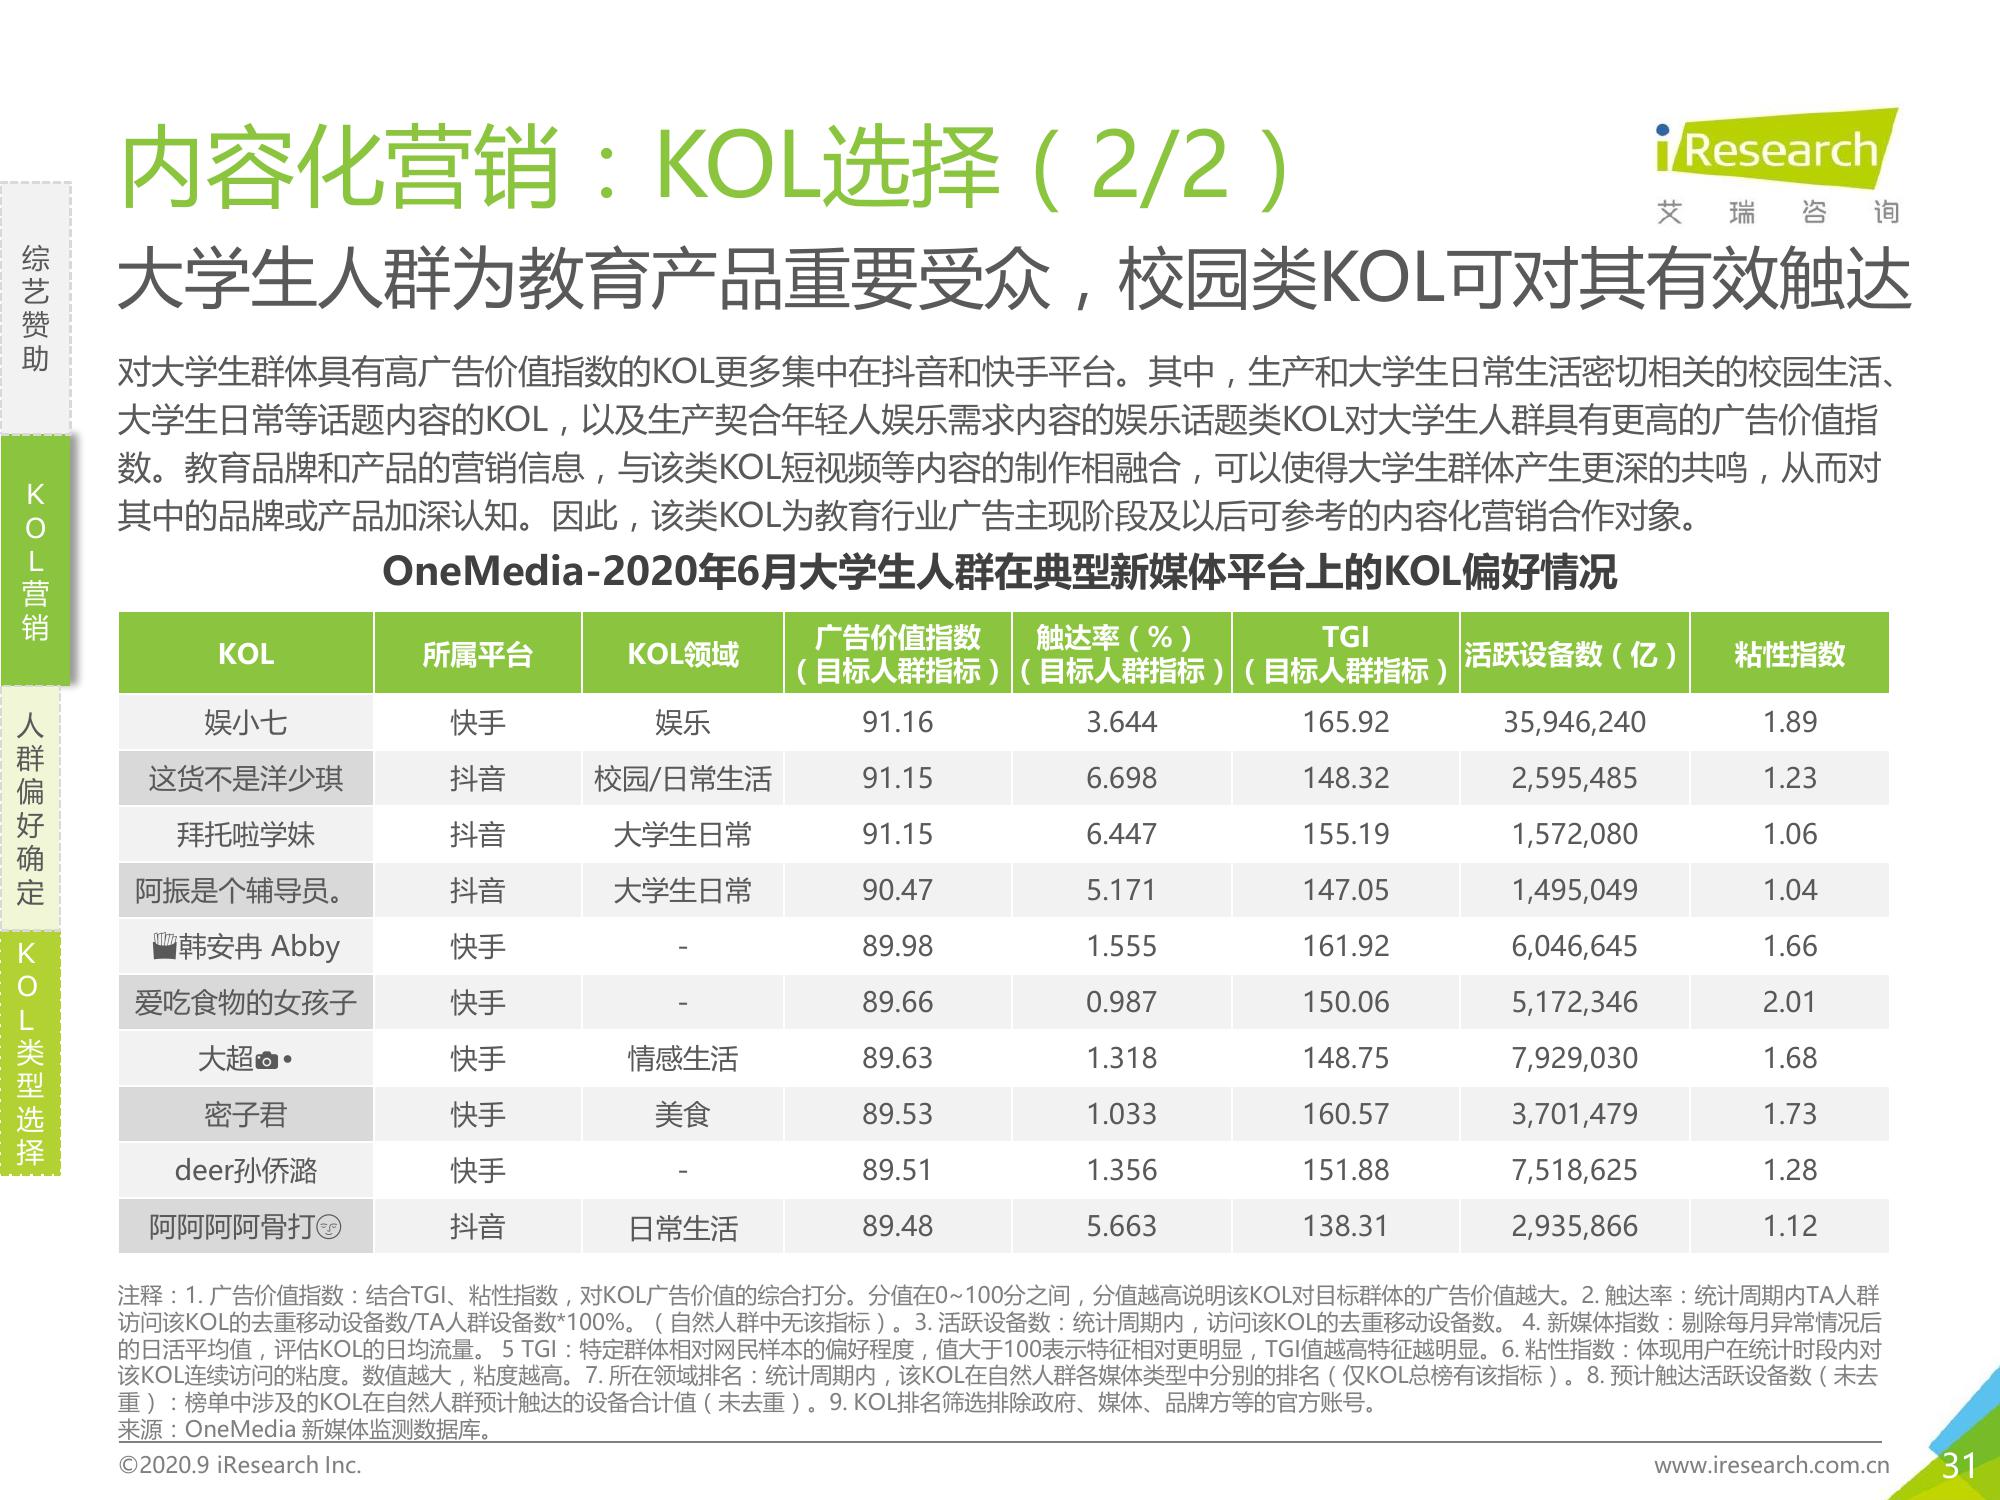 内容化营销：KOL选择（2/2）
iResearch
艾瑞咨询
大学生人群为教育产品重要受众，校园类KOL可对其有效触达
综艺赞助
KOL营销
人群偏好确定
KOL类型选择
对大学生群体具有高广告价值指数的KOL更多集中在抖音和快手平台。其中，生产和大学生日常生活密切相关的校园生活、
大学生日常等话题内容的KOL，以及生产契合年轻人娱乐需求内容的娱乐话题类KOL对大学生人群具有更高的广告价值指
数。教育品牌和产品的营销信息，与该类KOL短视频等内容的制作相融合，可以使得大学生群体产生更深的共鸣，从而对
其中的品牌或产品加深认知。因此，该类KOL为教育行业广告主现阶段及以后可参考的内容化营销合作对象。
OneMedia-2020年6月大学生人群在典型新媒体平台上的KOL偏好情况
KOL 所属平台 KOL领域 广告价值指数（目标人群指标） 触达率（%）（目标人群指标） TGI（目标人群指标） 活跃设备数（亿） 粘性指数
娱小七 快手 娱乐 91.16 3.644 165.92 35,946,240 1.89
这货不是洋少琪 抖音 校园/日常生活 91.15 6.698 148.32 2,595,485 1.23
拜托啦学妹 抖音 大学生日常 91.15 6.447 155.19 1,572,080 1.06
阿振是个辅导员。 抖音 大学生日常 90.47 5.171 147.05 1,495,049 1.04
🍟韩安冉 Abby 快手 - 89.98 1.555 161.92 6,046,645 1.66
爱吃食物的女孩子 快手 - 89.66 0.987 150.06 5,172,346 2.01
大超📷• 快手 情感生活 89.63 1.318 148.75 7,929,030 1.68
密子君 快手 美食 89.53 1.033 160.57 3,701,479 1.73
deer孙侨潞 快手 - 89.51 1.356 151.88 7,518,625 1.28
阿阿阿阿骨打🌝 抖音 日常生活 89.48 5.663 138.31 2,935,866 1.12
注释：1. 广告价值指数：结合TGI、粘性指数，对KOL广告价值的综合打分。分值在0~100分之间，分值越高说明该KOL对目标群体的广告价值越大。2. 触达率：统计周期内TA人群
访问该KOL的去重移动设备数/TA人群设备数*100%。（自然人群中无该指标）。3. 活跃设备数：统计周期内，访问该KOL的去重移动设备数。 4. 新媒体指数：剔除每月异常情况后
的日活平均值，评估KOL的日均流量。 5 TGI：特定群体相对网民样本的偏好程度，值大于100表示特征相对更明显，TGI值越高特征越明显。6. 粘性指数：体现用户在统计时段内对
该KOL连续访问的粘度。数值越大，粘度越高。7. 所在领域排名：统计周期内，该KOL在自然人群各媒体类型中分别的排名（仅KOL总榜有该指标）。8. 预计触达活跃设备数（未去
重）：榜单中涉及的KOL在自然人群预计触达的设备合计值（未去重）。9. KOL排名筛选排除政府、媒体、品牌方等的官方账号。
来源：OneMedia 新媒体监测数据库。
©2020.9 iResearch Inc.
www.iresearch.com.cn
31